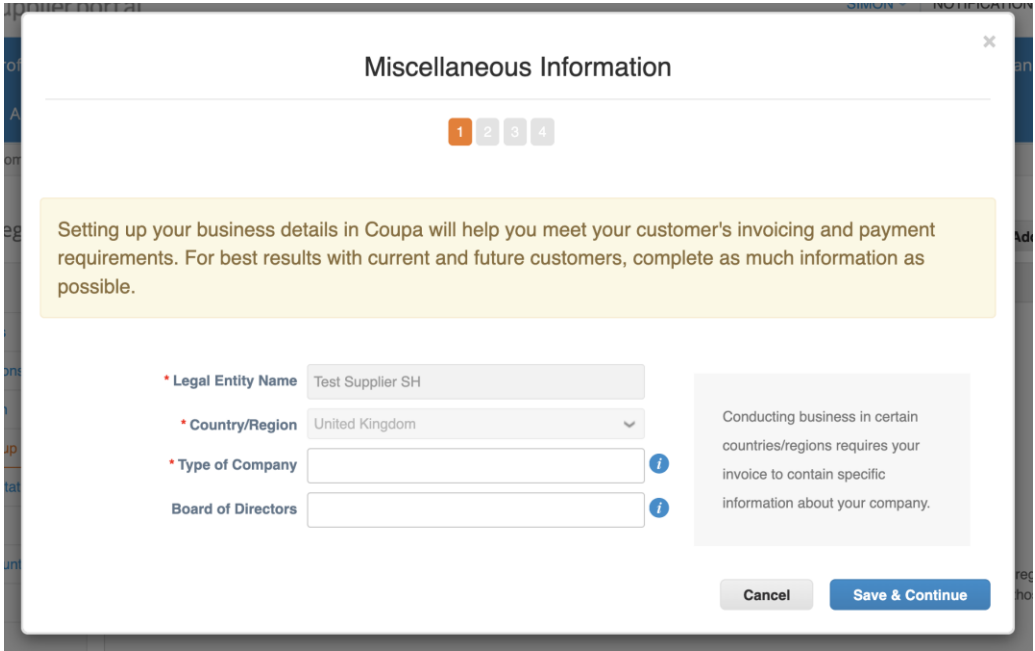 SIMON
Miscellaneous Information
1 2 3 4
Setting up your business details in Coupa will help you meet your customer's invoicing and payment
requirements. For best results with current and future customers, complete as much information as
possible.
* Legal Entity Name Test Supplier SH
* Country/Region United Kingdom
* Type of Company
Board of Directors
Conducting business in certain
countries/regions requires your
invoice to contain specific
information about your company.
Cancel Save & Continue